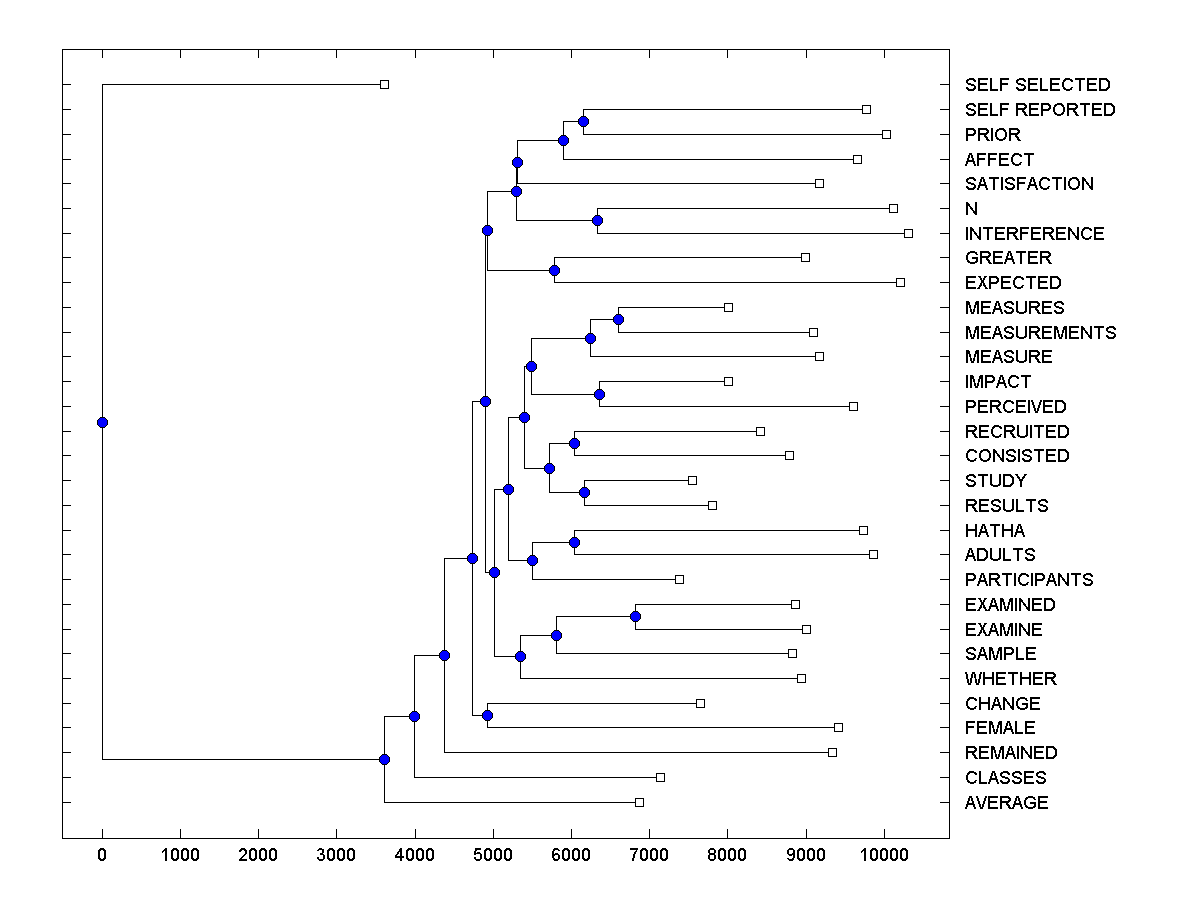 SELF SELECTED
SELF REPORTED
PRIOR
AFFECT
SATISFACTION
N
INTERFERENCE
GREATER
EXPECTED
MEASURES
MEASUREMENTS
MEASURE
IMPACT
PERCEIVED
RECRUITED
CONSISTED
STUDY
RESULTS
HATHA
ADULTS
PARTICIPANTS
EXAMINED
EXAMINE
SAMPLE
WHETHER
CHANGE
FEMALE
REMAINED
CLASSES
AVERAGE
0 1000 2000 3000 4000 5000 6000 7000 8000 9000 10000